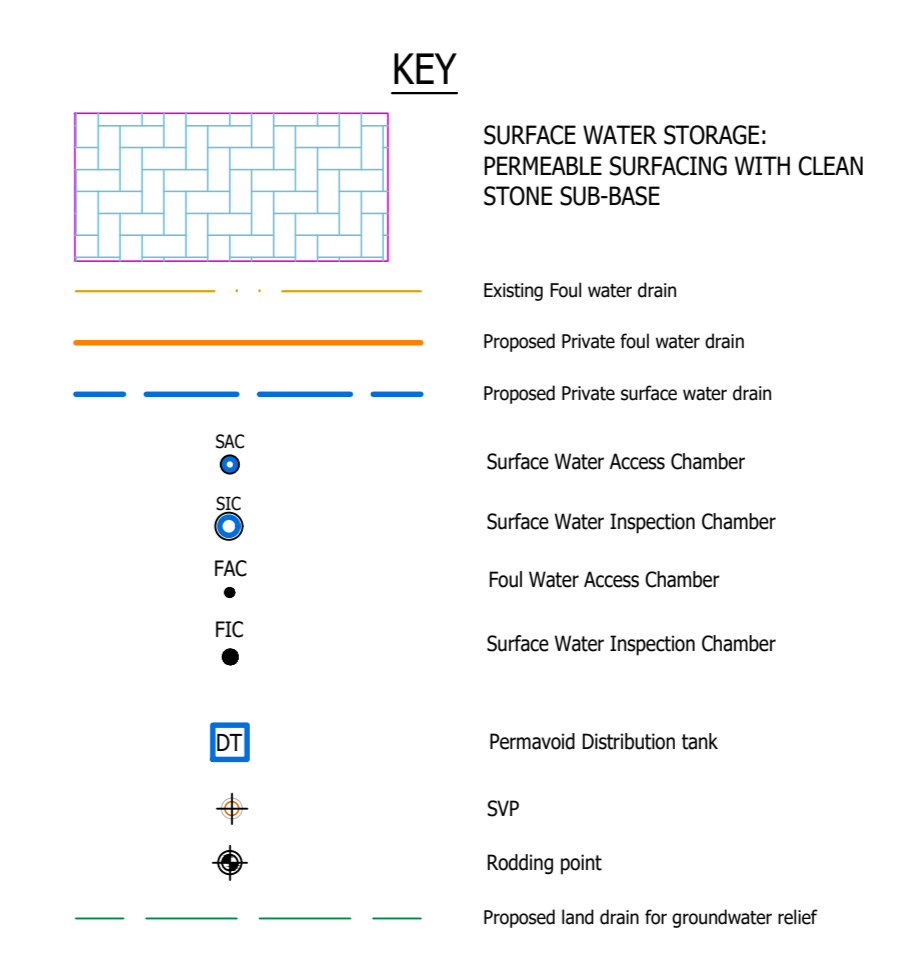 KEY
SURFACE WATER STORAGE:
PERMEABLE SURFACING WITH CLEAN
STONE SUB-BASE
Existing Foul water drain
Proposed Private foul water drain
Proposed Private surface water drain
SAC
Surface Water Access Chamber
SIC
Surface Water Inspection Chamber
FAC
Foul Water Access Chamber
FIC
Surface Water Inspection Chamber
DT
Permavoid Distribution tank
SVP
Rodding point
Proposed land drain for groundwater relief